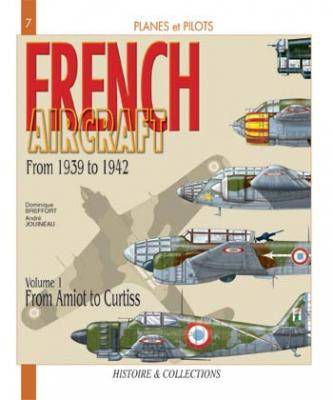 7
PLANES et PILOTS
FRENCH
AIRCRAFT
From 1939 to 1942
Dominique
BREFFORT
André
JOUINEAU
Volume 1
From Amiot to Curtiss
HISTOIRE & COLLECTIONS